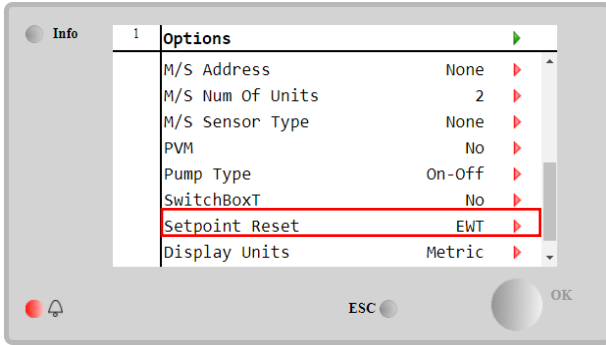 Info
1 Options
M/S Address None
M/S Num Of Units 2
M/S Sensor Type None
PVM No
Pump Type On-Off
SwitchBoxT No
Setpoint Reset EWT
Display Units Metric
ESC
OK